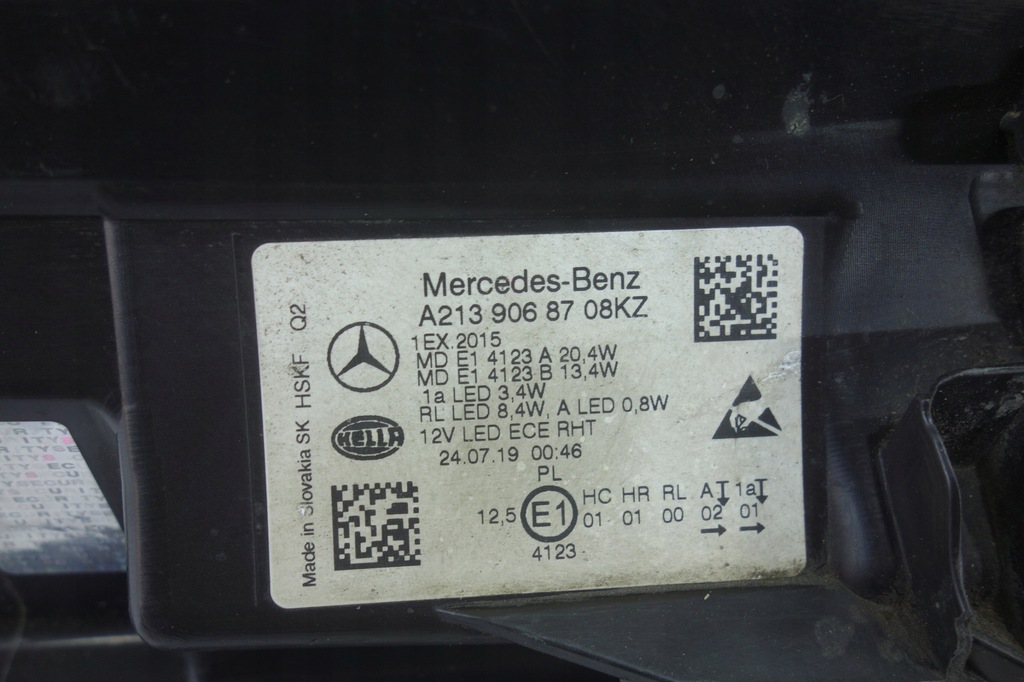 Mercedes-Benz
A213 906 87 08KZ
1EX.2015
MD E1 4123 A 20,4W
MD E1 4123 B 13,4W
1a LED 3,4W
RL LED 8,4W, A LED 0,8W
12V LED ECE RHT
24.07.19 00:46
PL
HC HR RL A 1a
12,5 E1 01 01 00 02 01
4123
HELLA
Made in Slovakia SK HSKF Q2